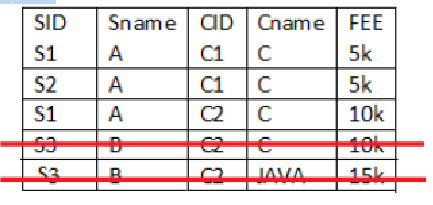 SID Sname CID Cname FEE
S1 A C1 C 5k
S2 A C1 C 5k
S1 A C2 C 10k
S3 B C2 C 10k
S3 B C2 JAVA 15k